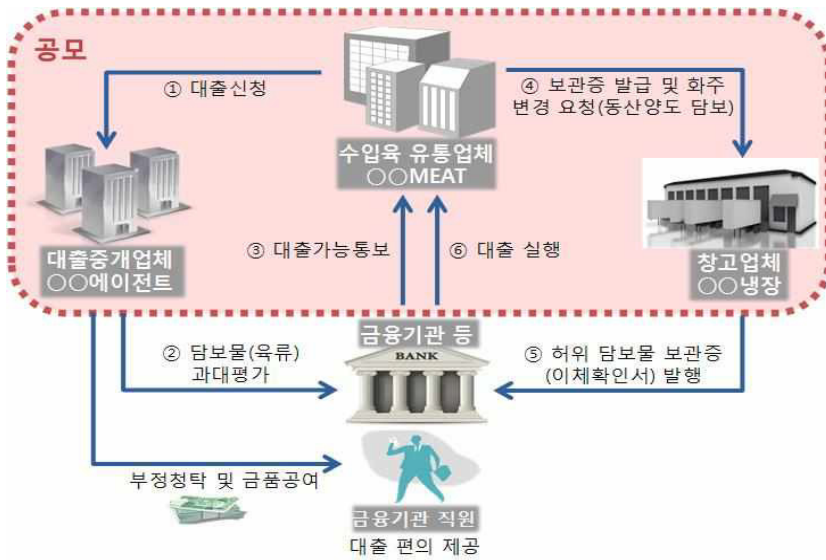 공모
① 대출신청
④ 보관증 발급 및 화주
변경 요청(동산양도 담보)
수입육 유통업체
○○MEAT
대출중개업체
○○에이전트
③ 대출가능통보
⑥ 대출 실행
창고업체
○○냉장
금융기관 등
BANK
② 담보물(육류)
과대평가
⑤ 허위 담보물 보관증
(이체확인서) 발행
부정청탁 및 금품공여
금융기관 직원
대출 편의 제공